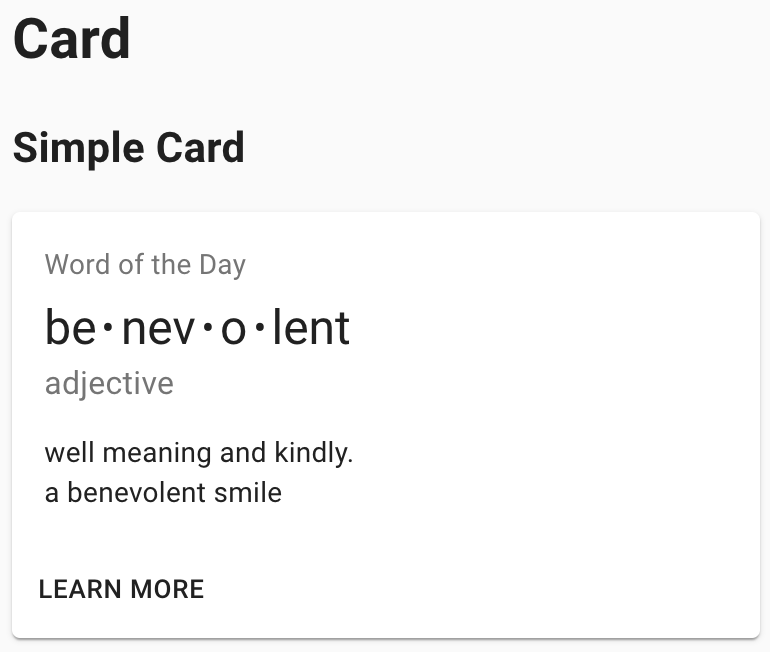 Card
Simple Card
Word of the Day
be•nev•o•lent
adjective
well meaning and kindly.
a benevolent smile
LEARN MORE